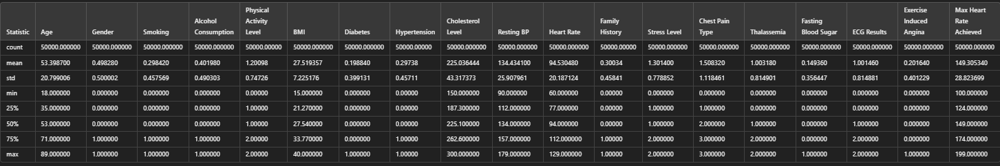 Statistic Age Gender Smoking Alcohol Consumption Physical Activity Level BMI Diabetes Hypertension Cholesterol Level Resting BP Heart Rate Family History Stress Level Chest Pain Type Thalassemia Fasting Blood Sugar ECG Results Exercise Induced Angina Max Heart Rate Achieved
count 50000.000000 50000.000000 50000.000000 50000.000000 50000.00000 50000.000000 50000.000000 50000.00000 50000.000000 50000.000000 50000.000000 50000.00000 50000.000000 50000.000000 50000.000000 50000.000000 50000.000000 50000.000000 50000.000000
mean 53.398700 0.498280 0.298420 0.401980 1.20098 27.519357 0.198840 0.29738 225.036444 134.434100 94.530480 0.30034 1.301400 1.508320 1.003180 0.149360 1.001460 0.201640 149.305340
std 20.799006 0.500002 0.457569 0.490303 0.74726 7.225176 0.399131 0.45711 43.317373 25.907961 20.187124 0.45841 0.778852 1.118461 0.814901 0.356447 0.814881 0.401229 28.823699
min 18.000000 0.000000 0.000000 0.000000 0.00000 15.000000 0.000000 0.00000 150.000000 90.000000 60.000000 0.00000 0.000000 0.000000 0.000000 0.000000 0.000000 0.000000 100.000000
25% 35.000000 0.000000 0.000000 0.000000 1.00000 21.270000 0.000000 0.00000 187.300000 112.000000 77.000000 0.00000 1.000000 1.000000 0.000000 0.000000 0.000000 0.000000 124.000000
50% 53.000000 0.000000 0.000000 0.000000 1.00000 27.540000 0.000000 0.00000 225.100000 134.000000 94.000000 0.00000 1.000000 2.000000 1.000000 0.000000 1.000000 0.000000 149.000000
75% 71.000000 1.000000 1.000000 1.000000 2.00000 33.770000 0.000000 1.00000 262.600000 157.000000 112.000000 1.00000 2.000000 3.000000 2.000000 0.000000 2.000000 0.000000 174.000000
max 89.000000 1.000000 1.000000 1.000000 2.00000 40.000000 1.000000 1.00000 300.000000 179.000000 129.000000 1.00000 2.000000 3.000000 2.000000 1.000000 2.000000 1.000000 199.000000